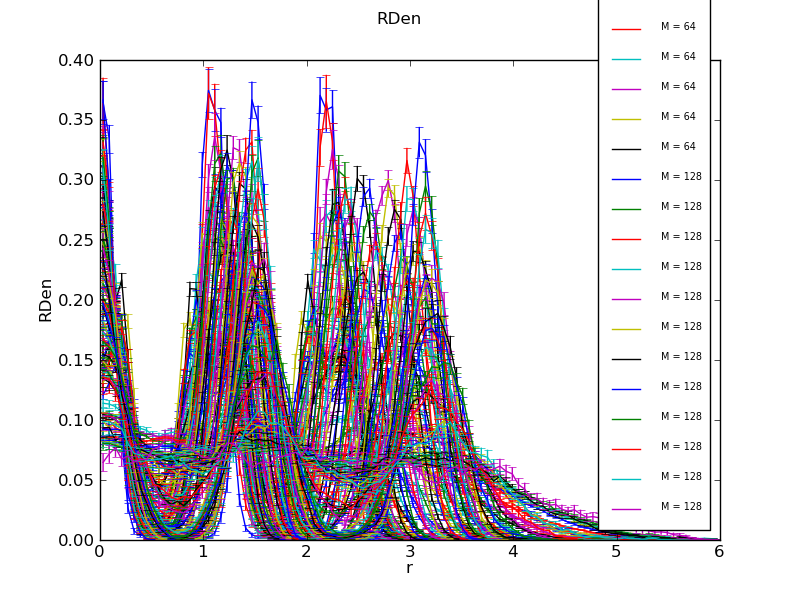 RDen
0.40
0.35
0.30
0.25
0.20
0.15
0.10
0.05
0.00
RDen
0 1 2 3 4 5 6
r
M = 64
M = 64
M = 64
M = 64
M = 64
M = 128
M = 128
M = 128
M = 128
M = 128
M = 128
M = 128
M = 128
M = 128
M = 128
M = 128
M = 128